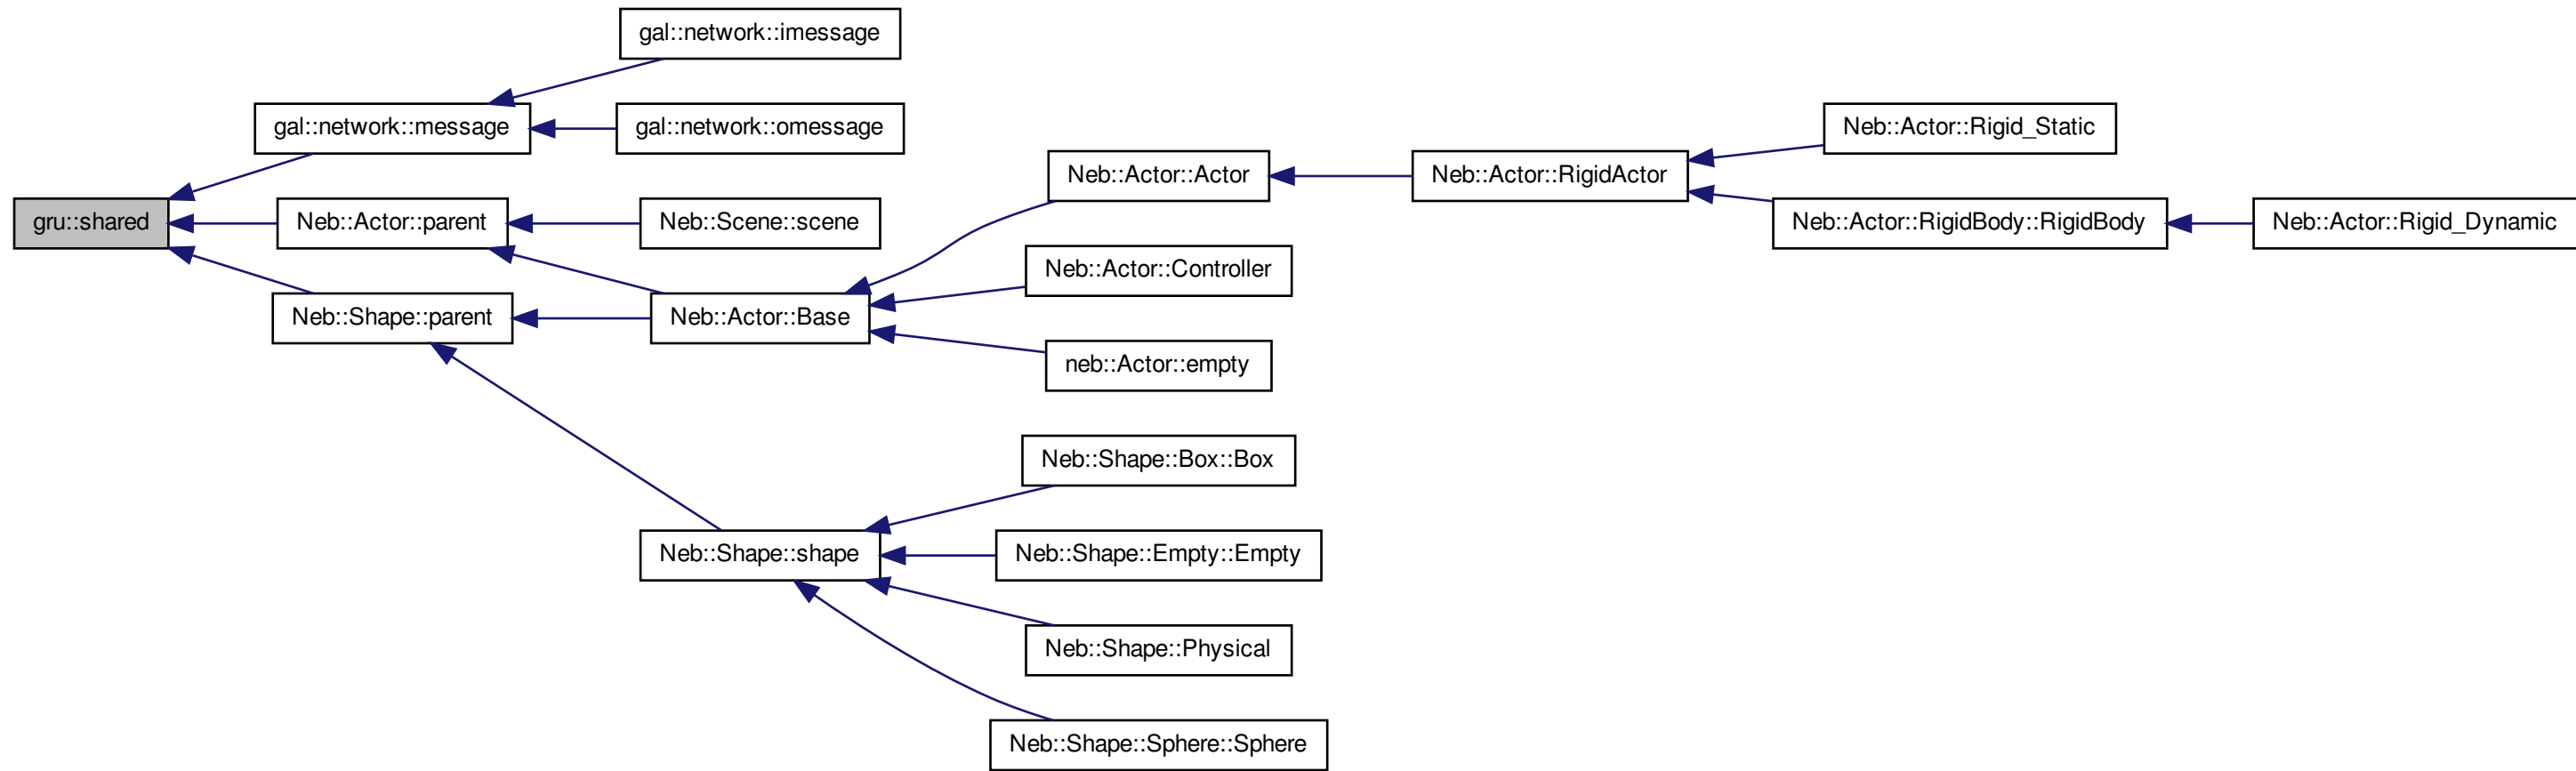 gal::network::imessage
gal::network::message
gal::network::omessage
Neb::Actor::Rigid_Static
Neb::Actor::Actor
Neb::Actor::RigidActor
gru::shared
Neb::Actor::parent
Neb::Scene::scene
Neb::Actor::RigidBody::RigidBody
Neb::Actor::Rigid_Dynamic
Neb::Actor::Controller
Neb::Shape::parent
Neb::Actor::Base
neb::Actor::empty
Neb::Shape::Box::Box
Neb::Shape::shape
Neb::Shape::Empty::Empty
Neb::Shape::Physical
Neb::Shape::Sphere::Sphere